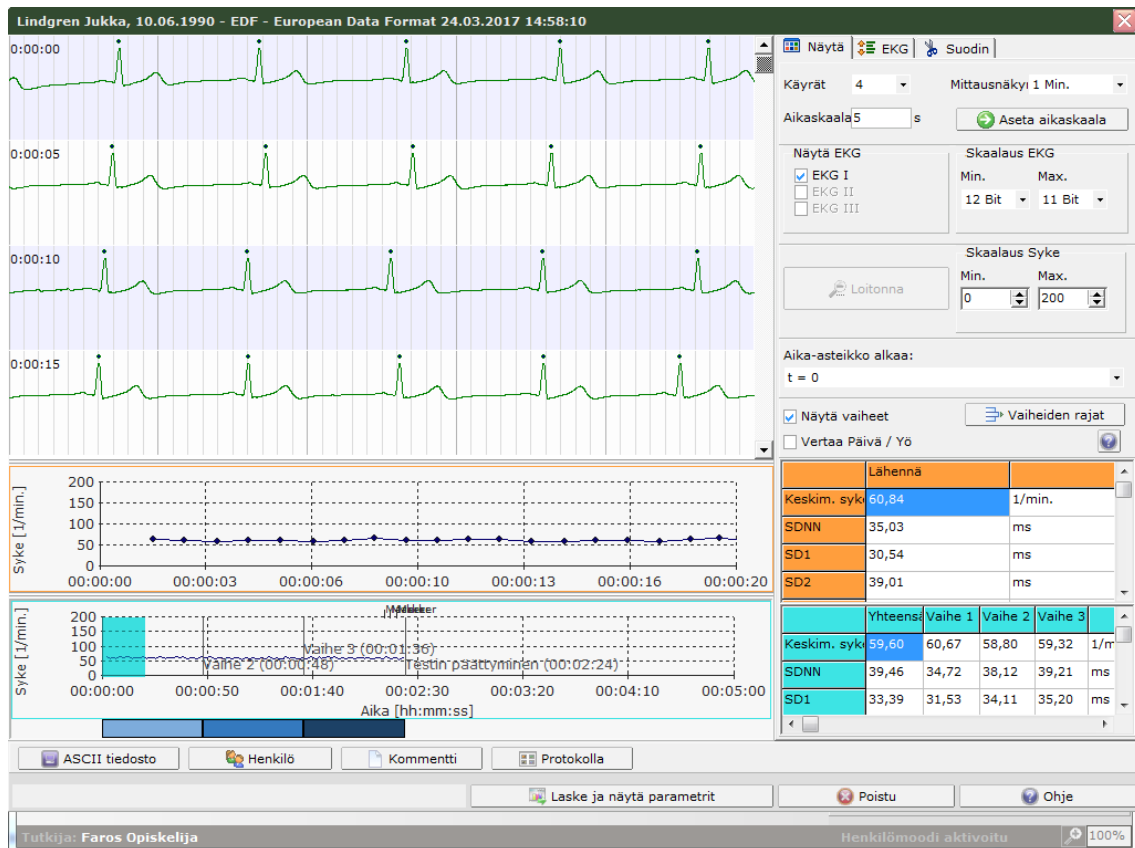 Lindgren Jukka, 10.06.1990 - EDF - European Data Format 24.03.2017 14:58:10
0:00:00
0:00:05
0:00:10
0:00:15
Näytä EKG Suodin
Käyrät 4 Mittausnäkyı 1 Min.
Aikaskaala 5 s Aseta aikaskaala
Näytä EKG
EKG I
EKG II
EKG III
Skaalaus EKG
Min. Max.
12 Bit 11 Bit
Loitonna
Skaalaus Syke
Min. Max.
0 200
Aika-asteikko alkaa:
t = 0
Näytä vaiheet Vaiheiden rajat
Vertaa Päivä / Yö
Syke [1/min.]
200
150
100
50
0
00:00:00 00:00:03 00:00:06 00:00:10 00:00:13 00:00:16 00:00:20
Lähennä
Keskim. syke 60,84 1/min.
SDNN 35,03 ms
SD1 30,54 ms
SD2 39,01 ms
Syke [1/min.]
200
150
100
50
0
Marker
Vaihe 3 (00:01:36)
Vaihe 2 (00:00:48) Testin päättyminen (00:02:24)
00:00:00 00:00:50 00:01:40 00:02:30 00:03:20 00:04:10 00:05:00
Aika [hh:mm:ss]
Yhteensä Vaihe 1 Vaihe 2 Vaihe 3
Keskim. syke 59,60 60,67 58,80 59,32 1/m
SDNN 39,46 34,72 38,12 39,21 ms
SD1 33,39 31,53 34,11 35,20 ms
ASCII tiedosto Henkilö Kommentti Protokolla
Laske ja näytä parametrit Poistu Ohje
Tutkija: Faros Opiskelija Henkilömoodi aktivoitu 100%